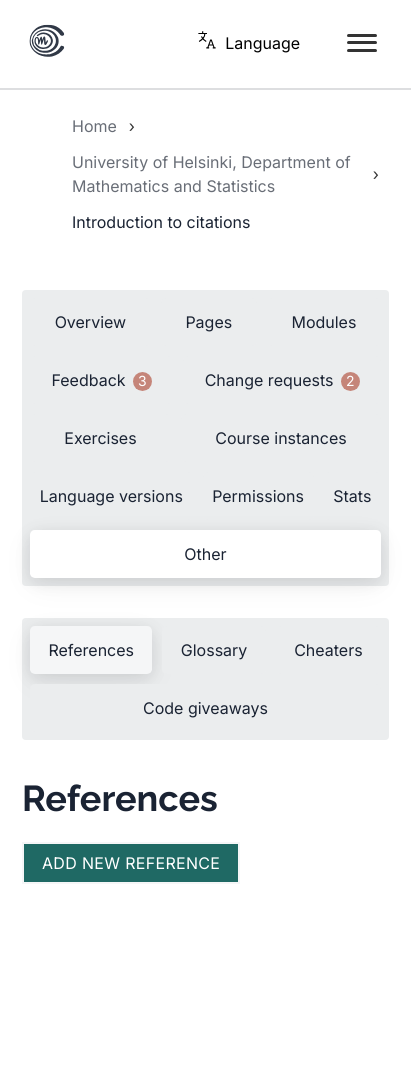 Language
Home ›
University of Helsinki, Department of
Mathematics and Statistics ›
Introduction to citations
Overview Pages Modules
Feedback 3 Change requests 2
Exercises Course instances
Language versions Permissions Stats
Other
References Glossary Cheaters
Code giveaways
References
ADD NEW REFERENCE